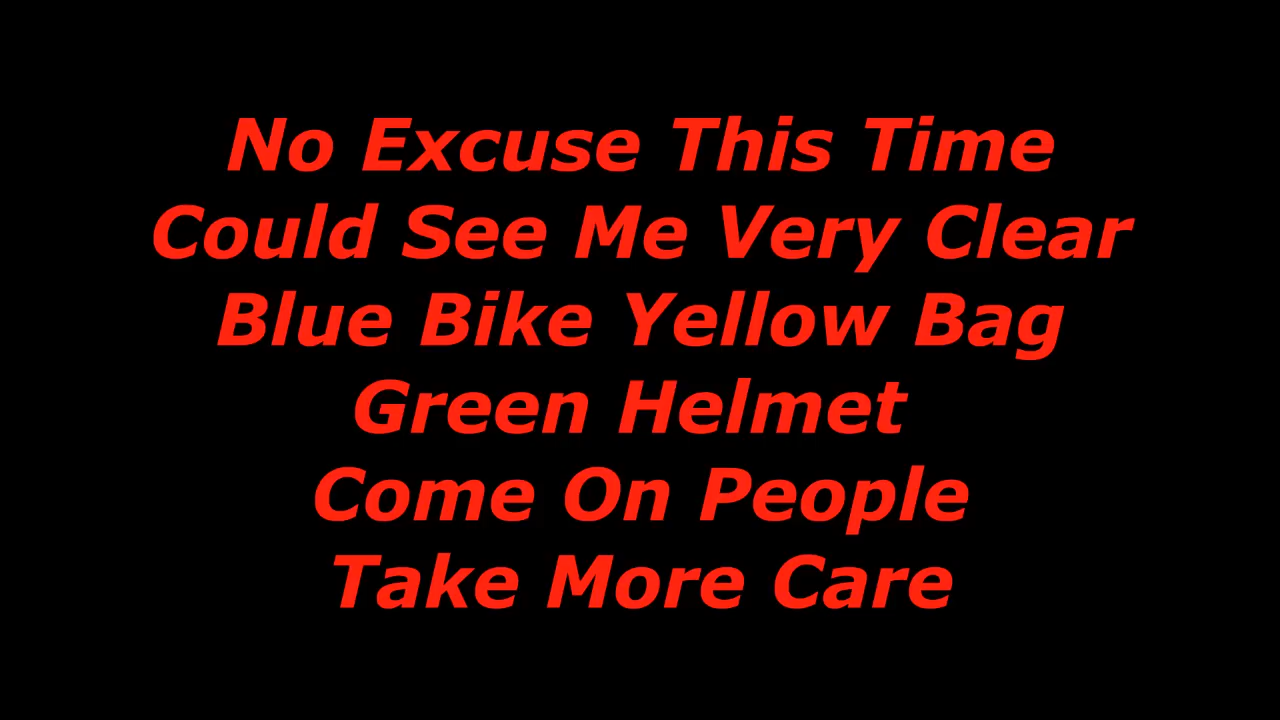 No Excuse This Time
Could See Me Very Clear
Blue Bike Yellow Bag
Green Helmet
Come On People
Take More Care